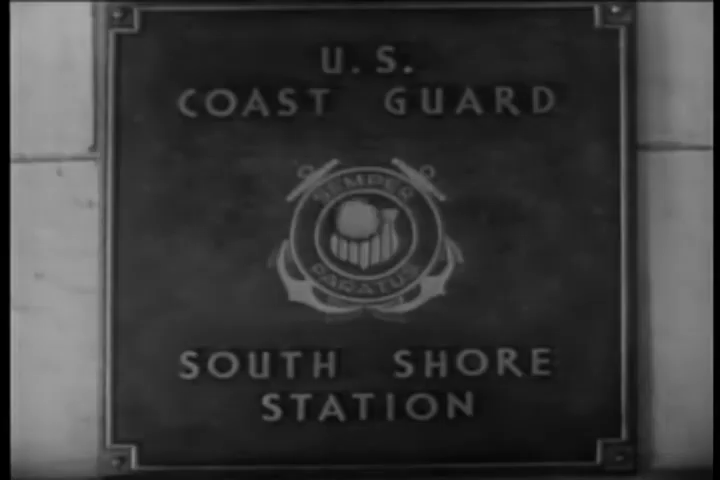 U.S.
COAST GUARD
SEMPER
PARATUS
SOUTH SHORE
STATION